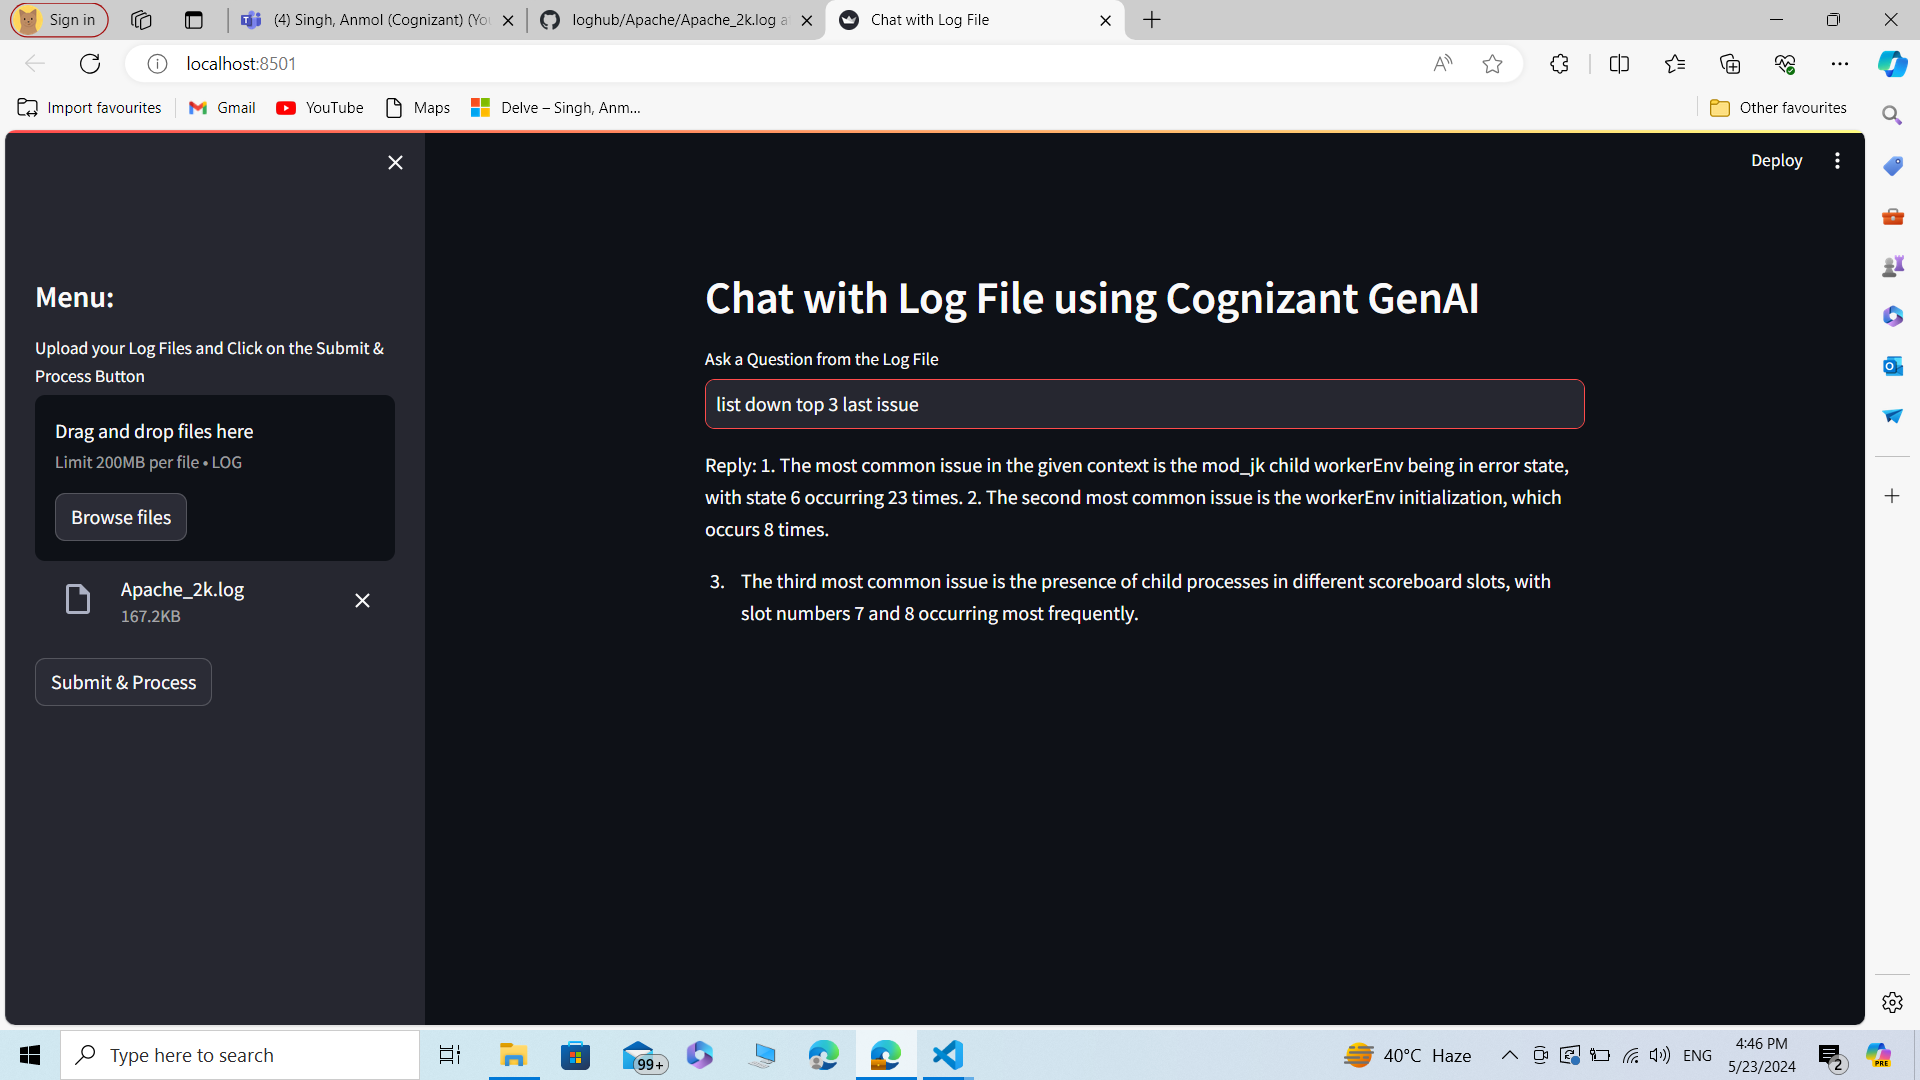 Sign in
(4) Singh, Anmol (Cognizant) (Yo
loghub/Apache/Apache_2k.log a
Chat with Log File
localhost:8501
Import favourites
Gmail
YouTube
Maps
Delve – Singh, Anm...
Other favourites
Deploy
Menu:
Upload your Log Files and Click on the Submit &
Process Button
Drag and drop files here
Limit 200MB per file • LOG
Browse files
Apache_2k.log
167.2KB
Submit & Process
Chat with Log File using Cognizant GenAI
Ask a Question from the Log File
list down top 3 last issue
Reply: 1. The most common issue in the given context is the mod_jk child workerEnv being in error state,
with state 6 occurring 23 times. 2. The second most common issue is the workerEnv initialization, which
occurs 8 times.
3. The third most common issue is the presence of child processes in different scoreboard slots, with
slot numbers 7 and 8 occurring most frequently.
Type here to search
99+
40°C Haze
ENG
4:46 PM
5/23/2024
2
PRE